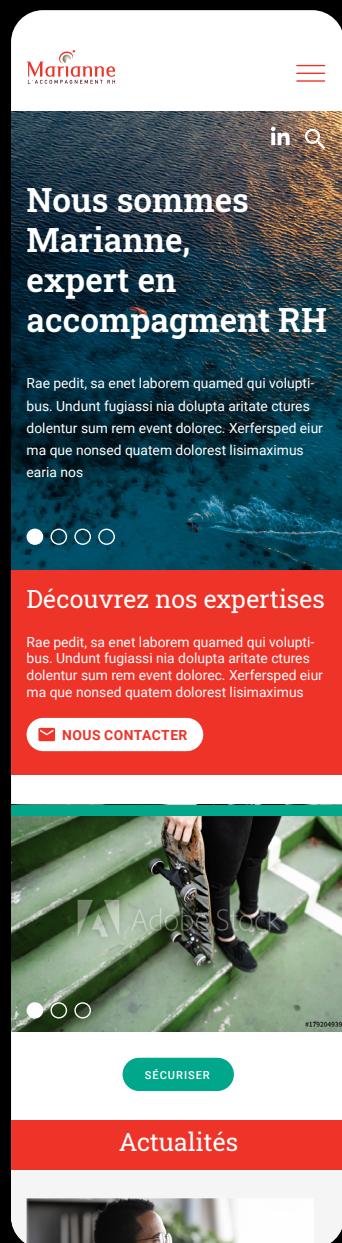 Marianne
L'ACCOMPAGNEMENT RH
in
Nous sommes
Marianne,
expert en
accompagment RH
Rae pedit, sa enet laborem quamed qui volupti-
bus. Undunt fugiassi nia dolupta aritate ctures
dolentur sum rem event dolorec. Xerfersped eiur
ma que nonsed quatem dolorest lisimaximus
earia nos
Découvrez nos expertises
Rae pedit, sa enet laborem quamed qui volupti-
bus. Undunt fugiassi nia dolupta aritate ctures
dolentur sum rem event dolorec. Xerfersped eiur
ma que nonsed quatem dolorest lisimaximus
NOUS CONTACTER
Adobe Stock
#179204939
SÉCURISER
Actualités